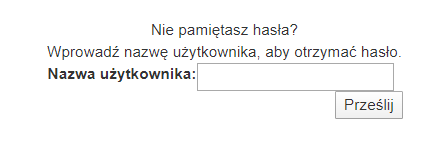 Nie pamiętasz hasła?
Wprowadź nazwę użytkownika, aby otrzymać hasło.
Nazwa użytkownika:
Prześlij